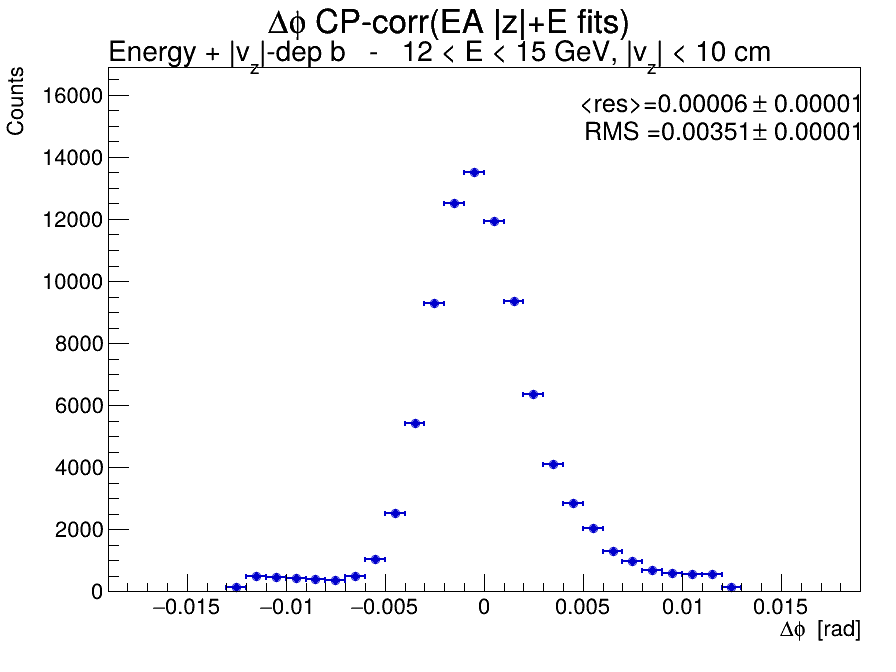 Δϕ CP-corr(EA |z|+E fits)
Energy + |v_z|-dep b - 12 < E < 15 GeV, |v_z| < 10 cm
<res>=0.00006± 0.00001
RMS =0.00351± 0.00001
Counts
16000
14000
12000
10000
8000
6000
4000
2000
0
−0.015 −0.01 −0.005 0 0.005 0.01 0.015
Δϕ [rad]